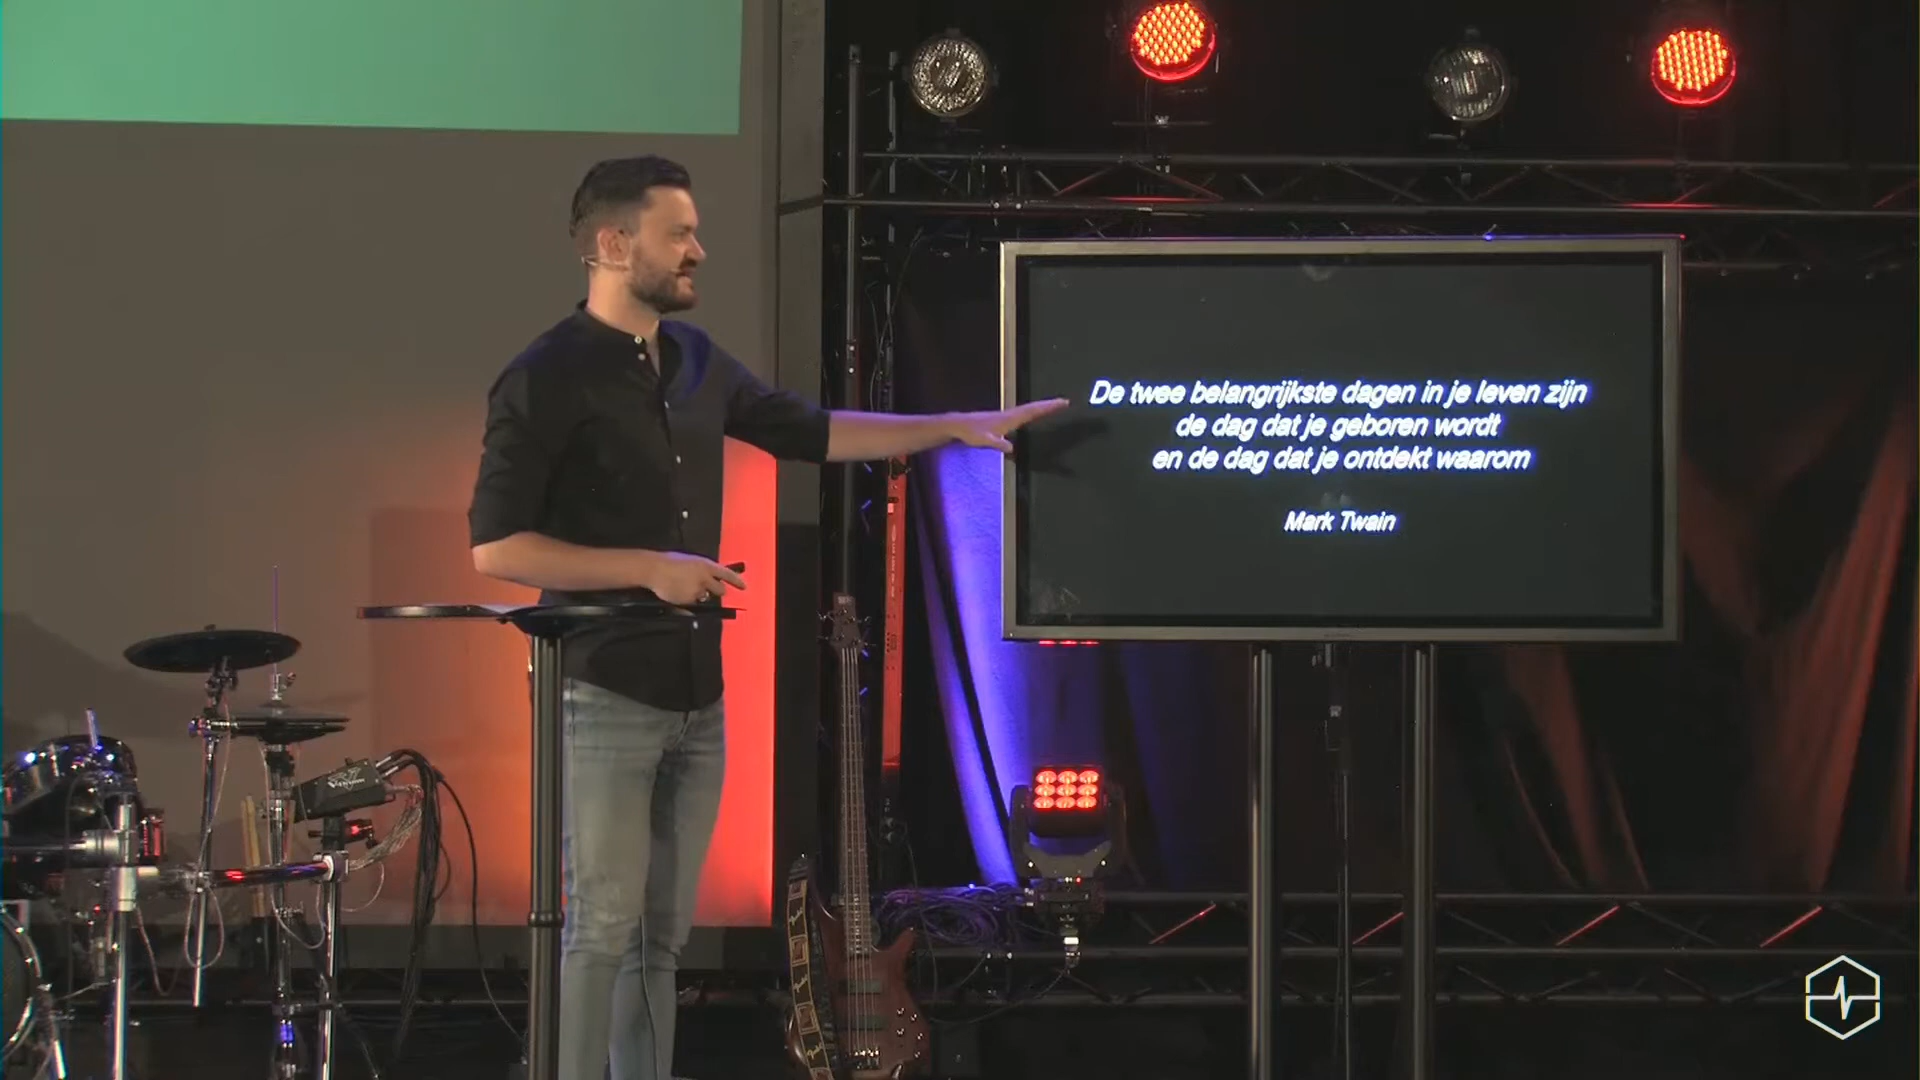 De twee belangrijkste dagen in je leven zijn
de dag dat je geboren wordt
en de dag dat je ontdekt waarom
Mark Twain